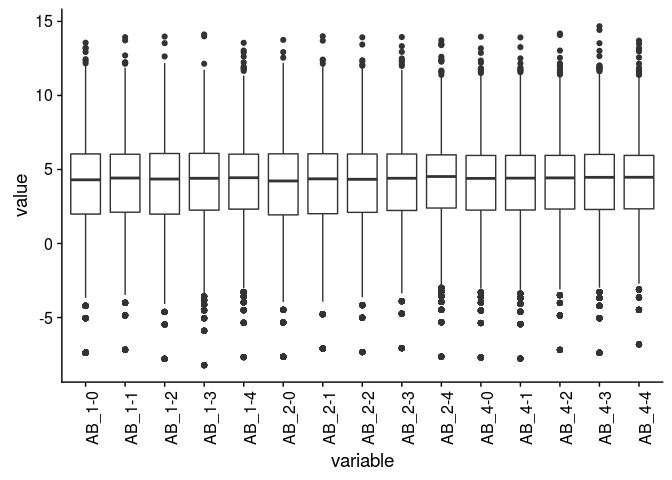 15
10
5
0
-5
value
AB_1-0
AB_1-1
AB_1-2
AB_1-3
AB_1-4
AB_2-0
AB_2-1
AB_2-2
AB_2-3
AB_2-4
AB_4-0
AB_4-1
AB_4-2
AB_4-3
AB_4-4
variable